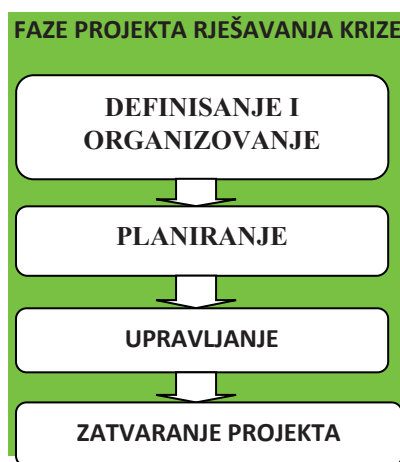 FAZE PROJEKTA RJEŠAVANJA KRIZE
DEFINISANJE I
ORGANIZOVANJE
PLANIRANJE
UPRAVLJANJE
ZATVARANJE PROJEKTA